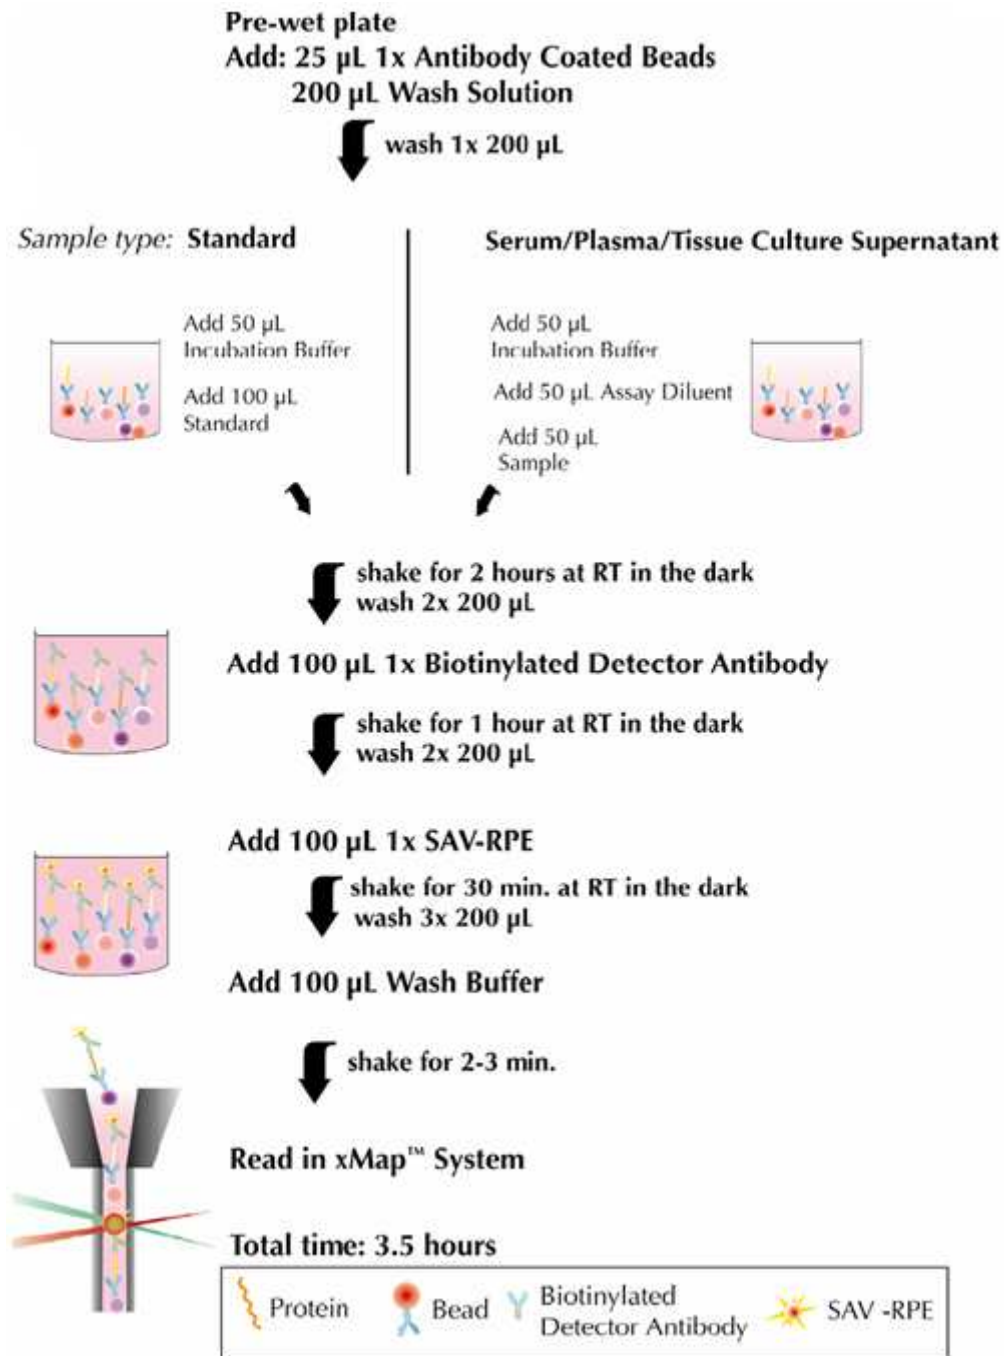 Pre-wet plate
Add: 25 µL 1x Antibody Coated Beads
200 µL Wash Solution
wash 1x 200 µL
Sample type: Standard
Serum/Plasma/Tissue Culture Supernatant
Add 50 µL
Incubation Buffer
Add 100 µL
Standard
Add 50 µL
Incubation Buffer
Add 50 µL Assay Diluent
Add 50 µL
Sample
shake for 2 hours at RT in the dark
wash 2x 200 µL
Add 100 µL 1x Biotinylated Detector Antibody
shake for 1 hour at RT in the dark
wash 2x 200 µL
Add 100 µL 1x SAV-RPE
shake for 30 min. at RT in the dark
wash 3x 200 µL
Add 100 µL Wash Buffer
shake for 2-3 min.
Read in xMap™ System
Total time: 3.5 hours
Protein
Bead
Biotinylated
Detector Antibody
SAV -RPE